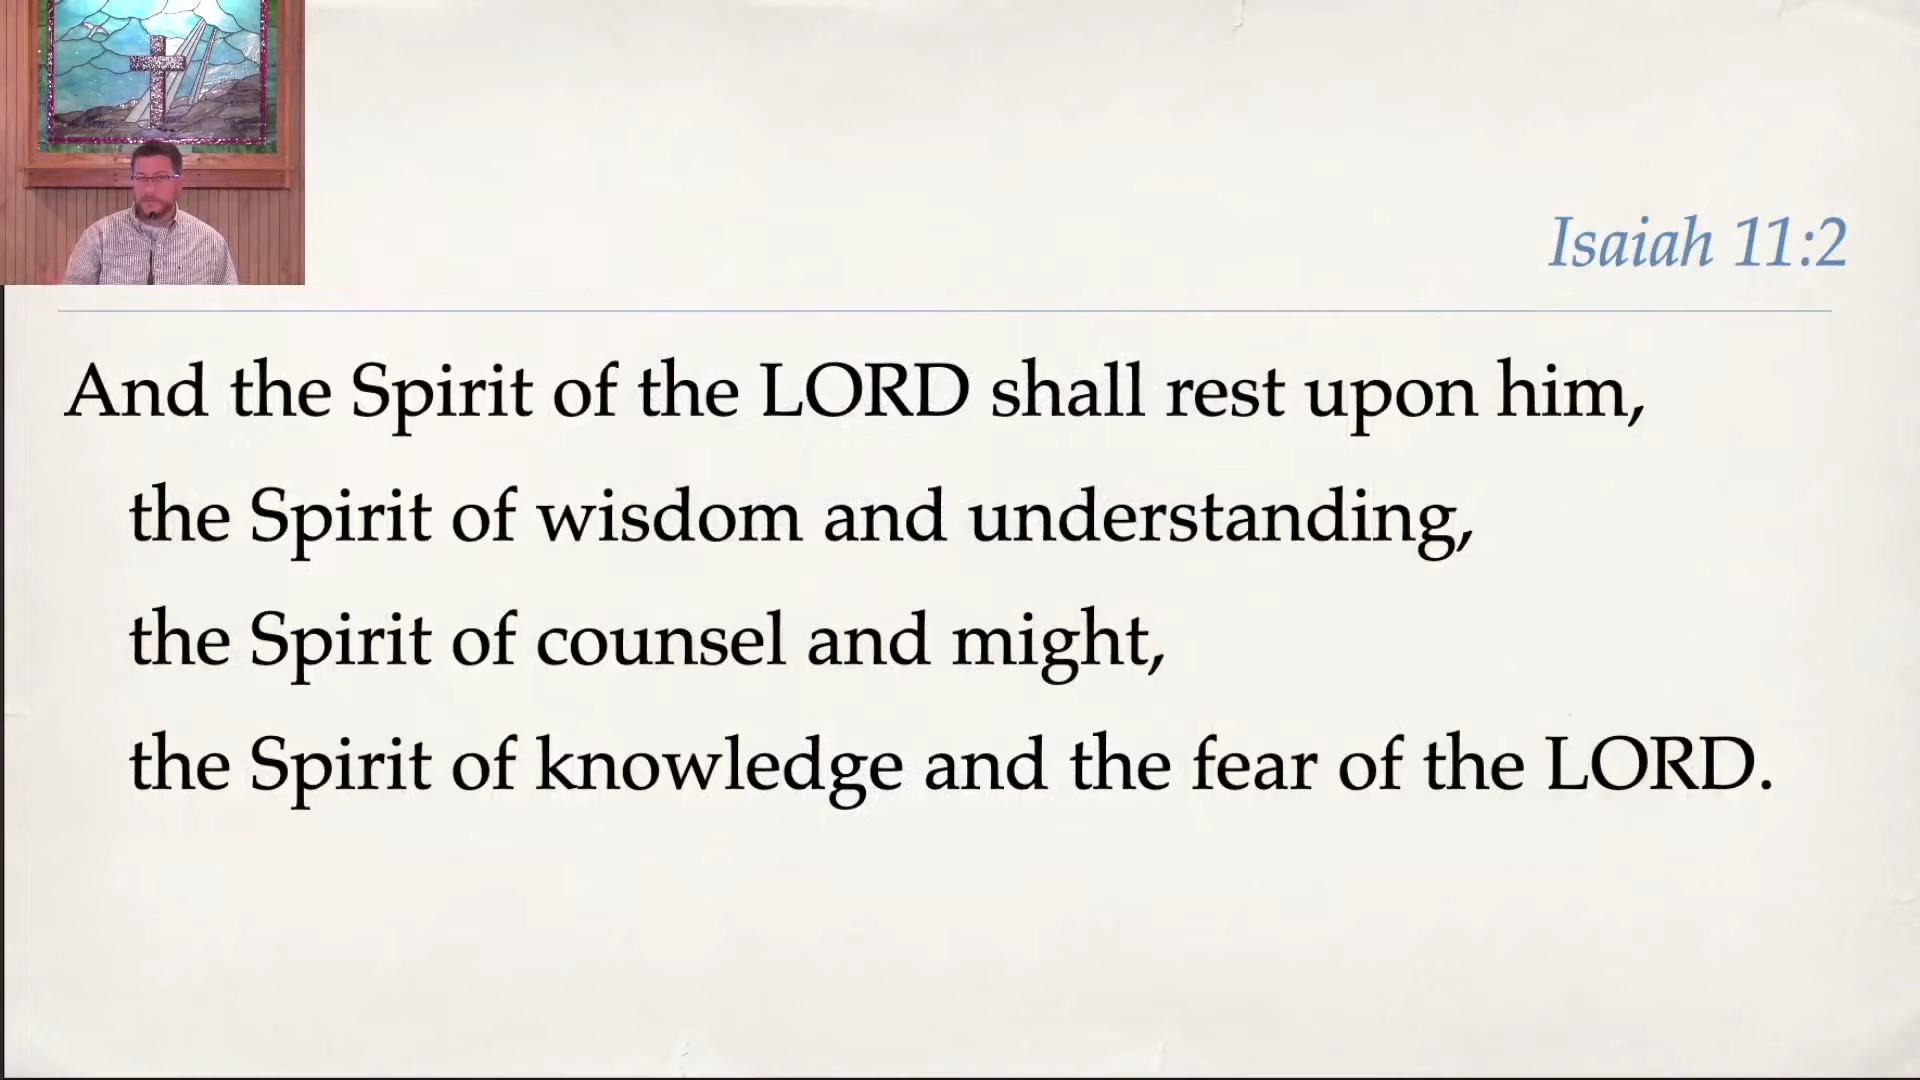 Isaiah 11:2
And the Spirit of the LORD shall rest upon him,
the Spirit of wisdom and understanding,
the Spirit of counsel and might,
the Spirit of knowledge and the fear of the LORD.